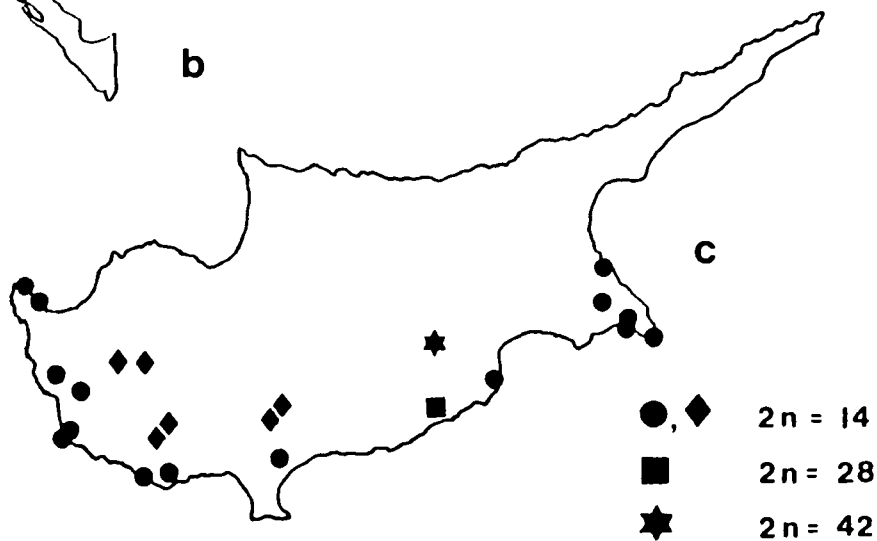 b
c
, 2n = 14
2n = 28
2n = 42